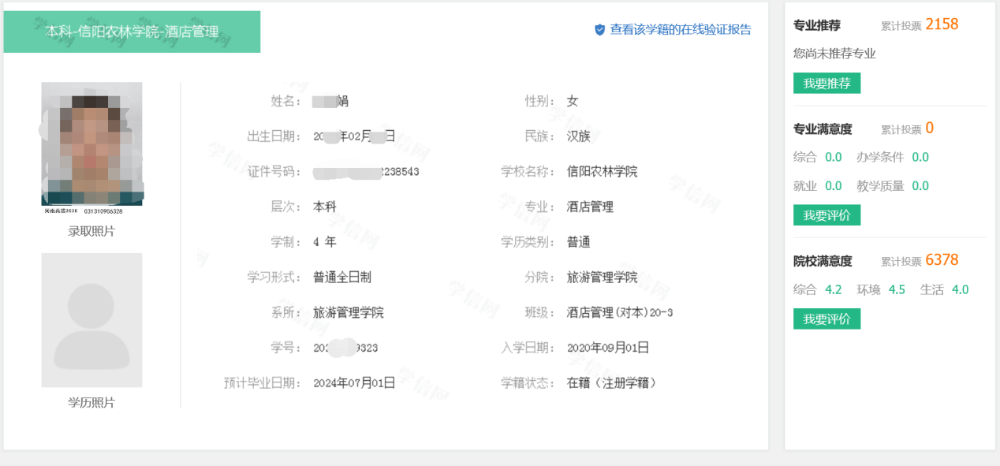 本科-信阳农林学院-酒店管理
查看该学籍的在线验证报告
河南高招2020 031310906328
录取照片
学历照片
姓名： 娟
性别： 女
出生日期： 20 年02月 日
民族： 汉族
证件号码： 238543
学校名称： 信阳农林学院
层次： 本科
专业： 酒店管理
学制： 4 年
学历类别： 普通
学习形式： 普通全日制
分院： 旅游管理学院
系所： 旅游管理学院
班级： 酒店管理(对本)20-3
学号： 202 9323
入学日期： 2020年09月01日
预计毕业日期： 2024年07月01日
学籍状态： 在籍（注册学籍）
专业推荐 累计投票 2158
您尚未推荐专业
我要推荐
专业满意度 累计投票 0
综合 0.0 办学条件 0.0
就业 0.0 教学质量 0.0
我要评价
院校满意度 累计投票 6378
综合 4.2 环境 4.5 生活 4.0
我要评价
学信网